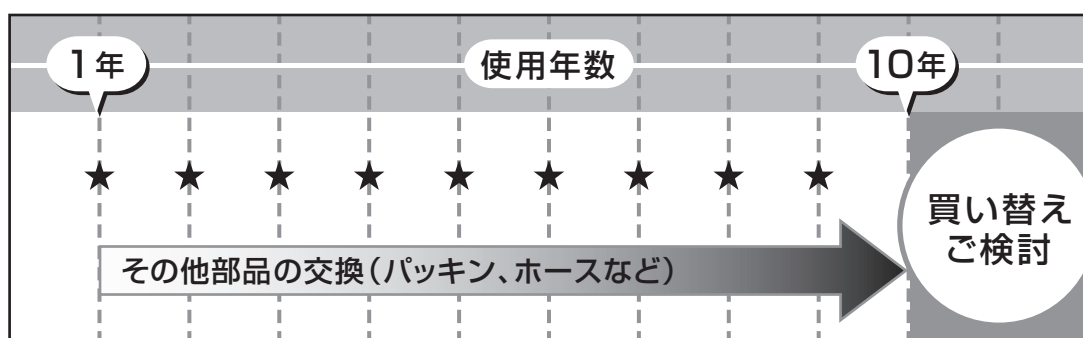 1年
使用年数
10年
★ ★ ★ ★ ★ ★ ★ ★ ★
その他部品の交換(パッキン、ホースなど)
買い替え
ご検討